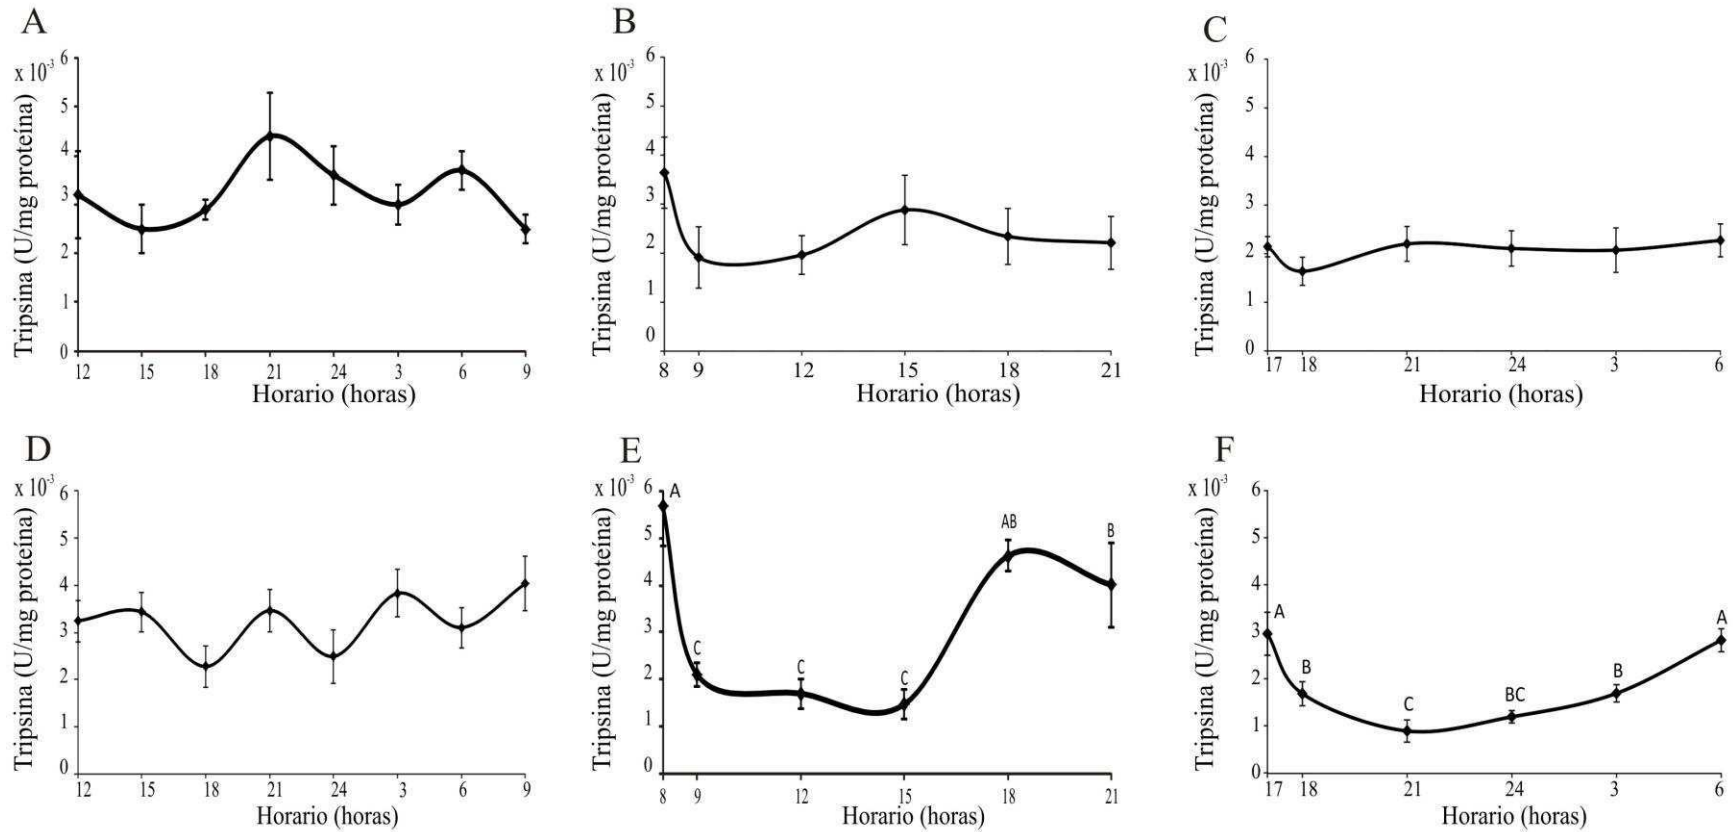 A
x 10-3
Tripsina (U/mg proteína)
6
5
4
3
2
1
0
12 15 18 21 24 3 6 9
Horario (horas)
B
x 10-3
Tripsina (U/mg proteína)
6
5
4
3
2
1
0
8 9 12 15 18 21
Horario (horas)
C
x 10-3
Tripsina (U/mg proteína)
6
5
4
3
2
1
0
17 18 21 24 3 6
Horario (horas)
D
x 10-3
Tripsina (U/mg proteína)
6
5
4
3
2
1
0
12 15 18 21 24 3 6 9
Horario (horas)
E
x 10-3
Tripsina (U/mg proteína)
6
5
4
3
2
1
0
A
C
C
C
AB
B
8 9 12 15 18 21
Horario (horas)
F
x 10-3
Tripsina (U/mg proteína)
6
5
4
3
2
1
0
A
B
C
BC
B
A
17 18 21 24 3 6
Horario (horas)